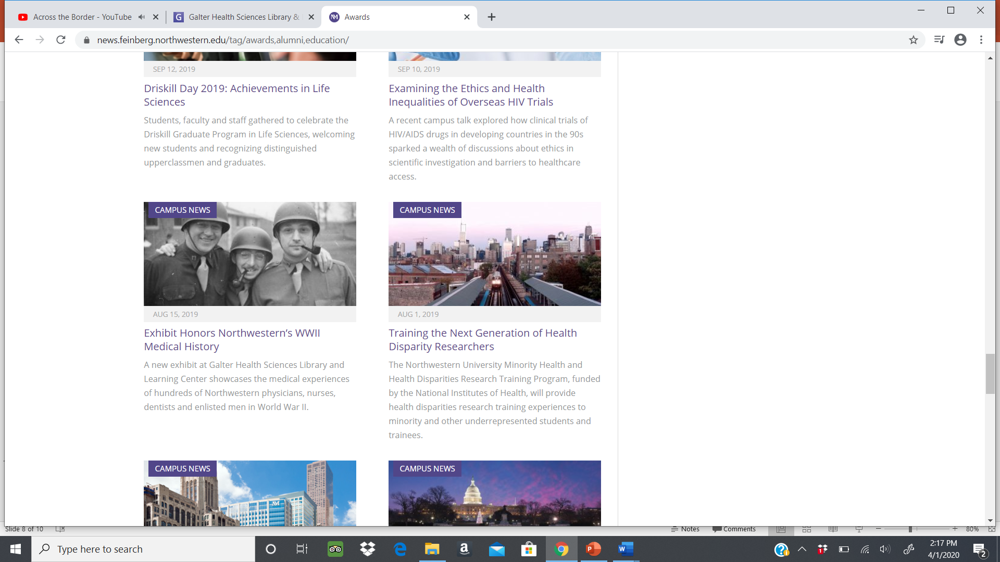 Across the Border - YouTube
G
Galter Health Sciences Library &
Awards
news.feinberg.northwestern.edu/tag/awards,alumni,education/
SEP 12, 2019
Driskill Day 2019: Achievements in Life
Sciences
Students, faculty and staff gathered to celebrate the
Driskill Graduate Program in Life Sciences, welcoming
new students and recognizing distinguished
upperclassmen and graduates.
SEP 10, 2019
Examining the Ethics and Health
Inequalities of Overseas HIV Trials
A recent campus talk explored how clinical trials of
HIV/AIDS drugs in developing countries in the 90s
sparked a wealth of discussions about ethics in
scientific investigation and barriers to healthcare
access.
CAMPUS NEWS
AUG 15, 2019
Exhibit Honors Northwestern’s WWII
Medical History
A new exhibit at Galter Health Sciences Library and
Learning Center showcases the medical experiences
of hundreds of Northwestern physicians, nurses,
dentists and enlisted men in World War II.
CAMPUS NEWS
AUG 1, 2019
Training the Next Generation of Health
Disparity Researchers
The Northwestern University Minority Health and
Health Disparities Research Training Program, funded
by the National Institutes of Health, will provide
health disparities research training experiences to
minority and other underrepresented students and
trainees.
CAMPUS NEWS
CAMPUS NEWS
Slide 8 of 10
Notes
Comments
80%
Type here to search
2:17 PM
4/1/2020
2